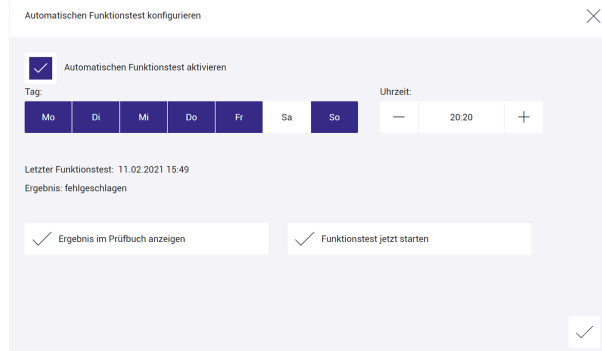 Automatischen Funktionstest konfigurieren
Automatischen Funktionstest aktivieren
Tag:
Uhrzeit:
Mo Di Mi Do Fr Sa So
20:20
Letzter Funktionstest: 11.02.2021 15:49
Ergebnis: fehlgeschlagen
Ergebnis im Prüfbuch anzeigen
Funktionstest jetzt starten